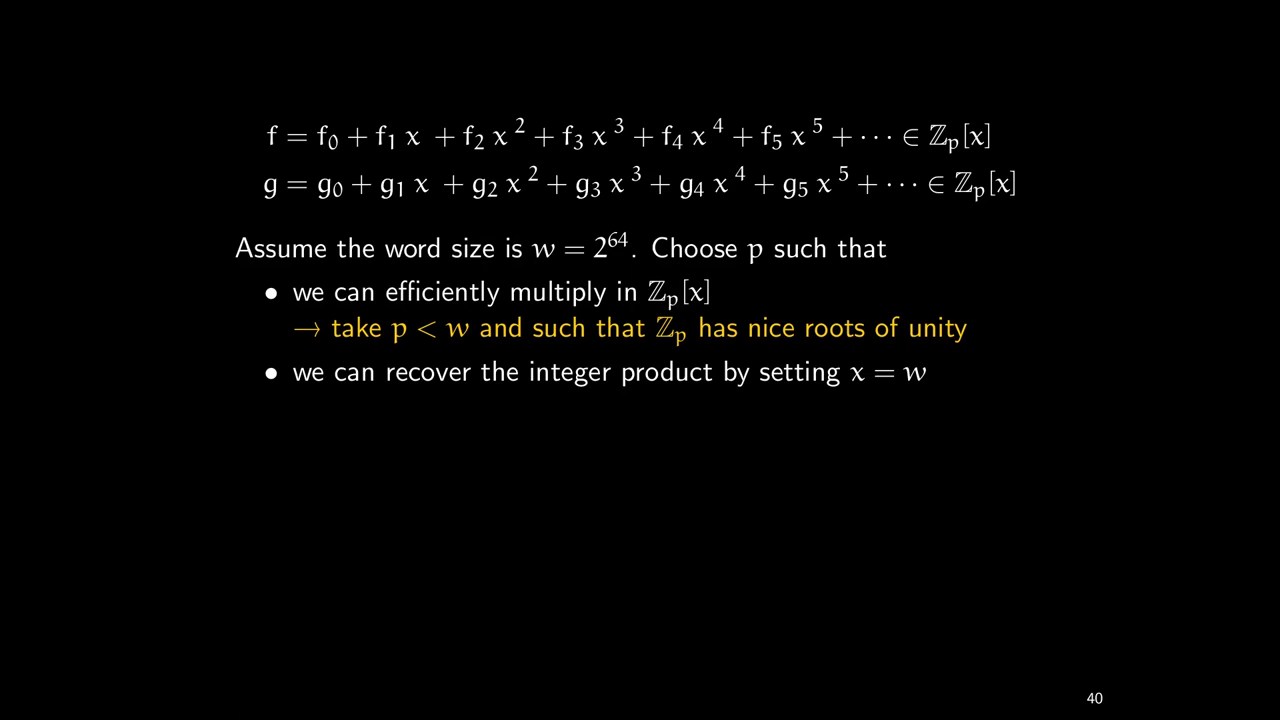 f = f₀ + f₁ x + f₂ x² + f₃ x³ + f₄ x⁴ + f₅ x⁵ + ⋯ ∈ ℤₚ[x]
g = g₀ + g₁ x + g₂ x² + g₃ x³ + g₄ x⁴ + g₅ x⁵ + ⋯ ∈ ℤₚ[x]
Assume the word size is w = 2⁶⁴. Choose p such that
• we can efficiently multiply in ℤₚ[x]
→ take p < w and such that ℤₚ has nice roots of unity
• we can recover the integer product by setting x = w
40